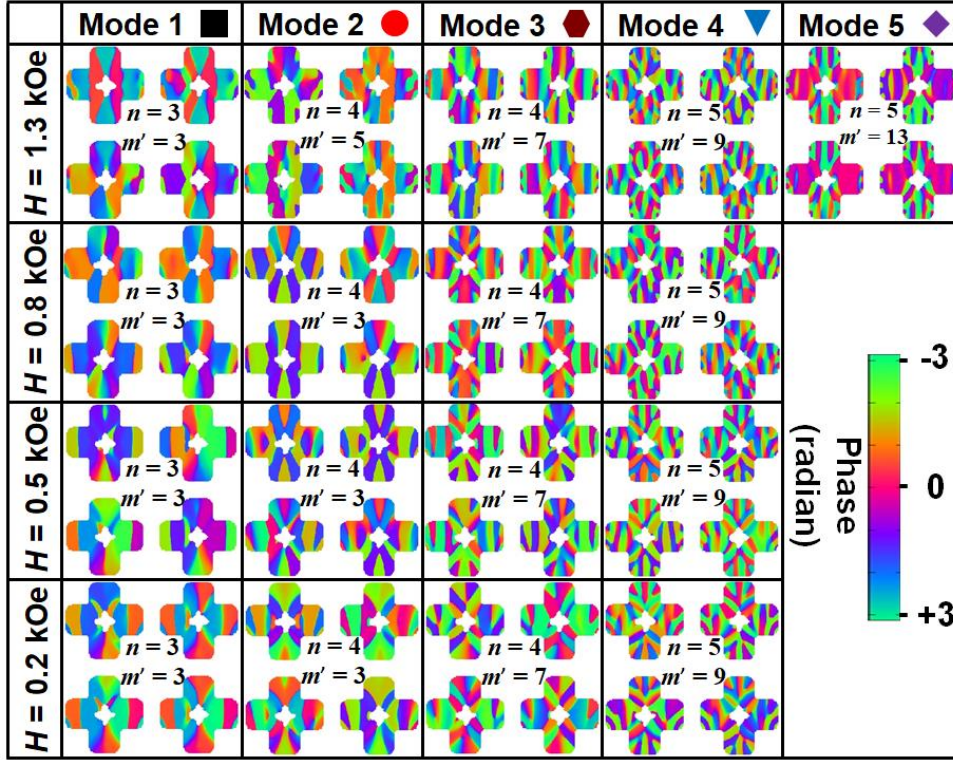 Mode 1 Mode 2 Mode 3 Mode 4 Mode 5
H = 1.3 kOe
n = 3 n = 4 n = 4 n = 5 n = 5
m' = 3 m' = 5 m' = 7 m' = 9 m' = 13
H = 0.8 kOe
n = 3 n = 4 n = 4 n = 5
m' = 3 m' = 3 m' = 7 m' = 9
H = 0.5 kOe
n = 3 n = 4 n = 4 n = 5
m' = 3 m' = 3 m' = 7 m' = 9
H = 0.2 kOe
n = 3 n = 4 n = 4 n = 5
m' = 3 m' = 3 m' = 7 m' = 9
Phase
(radian)
-3
0
+3